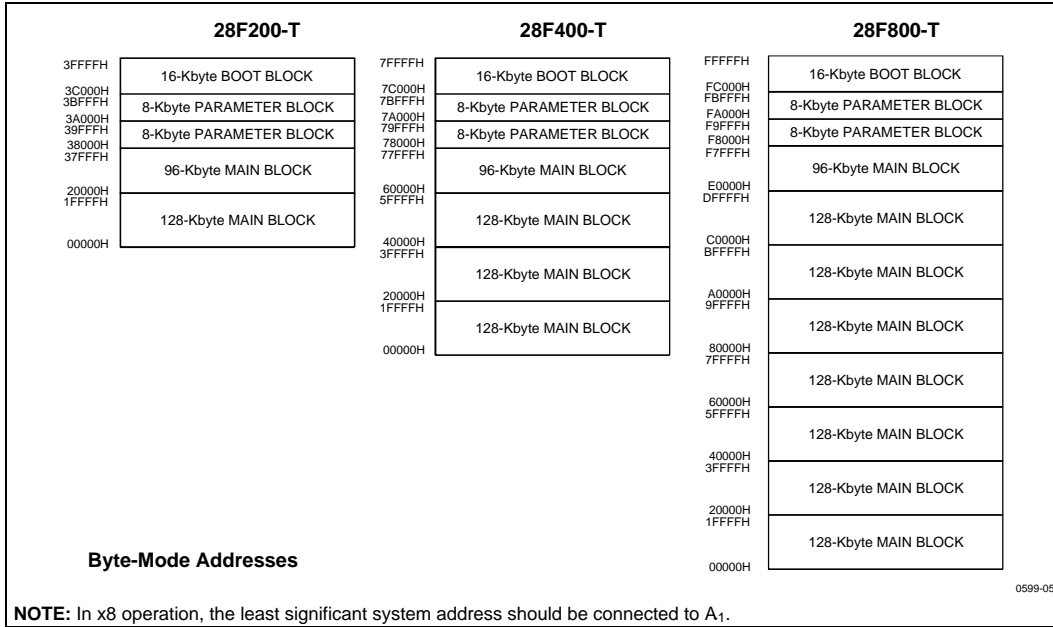 28F200-T
3FFFFH
16-Kbyte BOOT BLOCK
3C000H
3BFFFH
8-Kbyte PARAMETER BLOCK
3A000H
39FFFH
8-Kbyte PARAMETER BLOCK
38000H
37FFFH
96-Kbyte MAIN BLOCK
20000H
1FFFFH
128-Kbyte MAIN BLOCK
00000H
28F400-T
7FFFFH
16-Kbyte BOOT BLOCK
7C000H
7BFFFH
8-Kbyte PARAMETER BLOCK
7A000H
79FFFH
8-Kbyte PARAMETER BLOCK
78000H
77FFFH
96-Kbyte MAIN BLOCK
60000H
5FFFFH
128-Kbyte MAIN BLOCK
40000H
3FFFFH
128-Kbyte MAIN BLOCK
20000H
1FFFFH
128-Kbyte MAIN BLOCK
00000H
28F800-T
FFFFFH
16-Kbyte BOOT BLOCK
FC000H
FBFFFH
8-Kbyte PARAMETER BLOCK
FA000H
F9FFFH
8-Kbyte PARAMETER BLOCK
F8000H
F7FFFH
96-Kbyte MAIN BLOCK
E0000H
DFFFFH
128-Kbyte MAIN BLOCK
C0000H
BFFFFH
128-Kbyte MAIN BLOCK
A0000H
9FFFFH
128-Kbyte MAIN BLOCK
80000H
7FFFFH
128-Kbyte MAIN BLOCK
60000H
5FFFFH
128-Kbyte MAIN BLOCK
40000H
3FFFFH
128-Kbyte MAIN BLOCK
20000H
1FFFFH
128-Kbyte MAIN BLOCK
00000H
Byte-Mode Addresses
0599-05
NOTE: In x8 operation, the least significant system address should be connected to A₁.